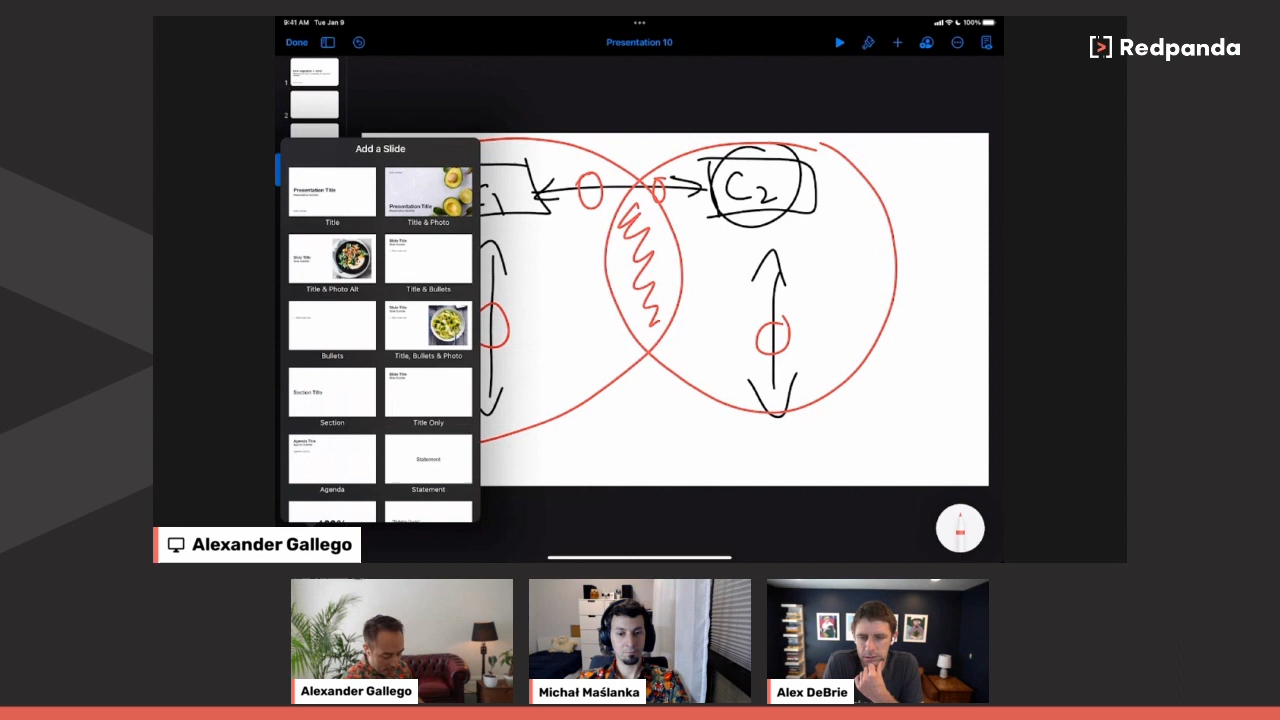 9:41 AM Tue Jan 9
100%
Done
Presentation 10
Redpanda
1
2
Add a Slide
Presentation Title
Title
Presentation Title
Title & Photo
Slide Title
Title & Photo Alt
Slide Title
Title & Bullets
Bullets
Slide Title
Title, Bullets & Photo
Section Title
Section
Slide Title
Title Only
Agenda Title
Agenda
Statement
Statement
C2
Alexander Gallego
Alexander Gallego
Michał Maślanka
Alex DeBrie